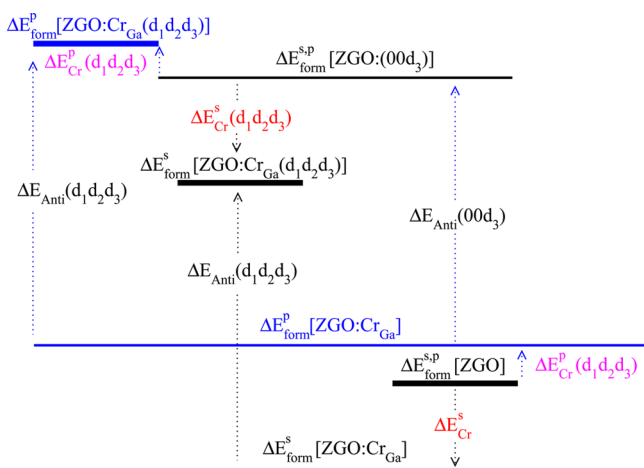 ΔE^p_form[ZGO:Cr_Ga(d_1d_2d_3)]
ΔE^p_Cr(d_1d_2d_3)
ΔE^s,p_form[ZGO:(00d_3)]
ΔE^s_Cr(d_1d_2d_3)
ΔE^s_form[ZGO:Cr_Ga(d_1d_2d_3)]
ΔE_Anti(d_1d_2d_3)
ΔE_Anti(00d_3)
ΔE_Anti(d_1d_2d_3)
ΔE^p_form[ZGO:Cr_Ga]
ΔE^s,p_form[ZGO]
ΔE^p_Cr(d_1d_2d_3)
ΔE^s_Cr
ΔE^s_form[ZGO:Cr_Ga]